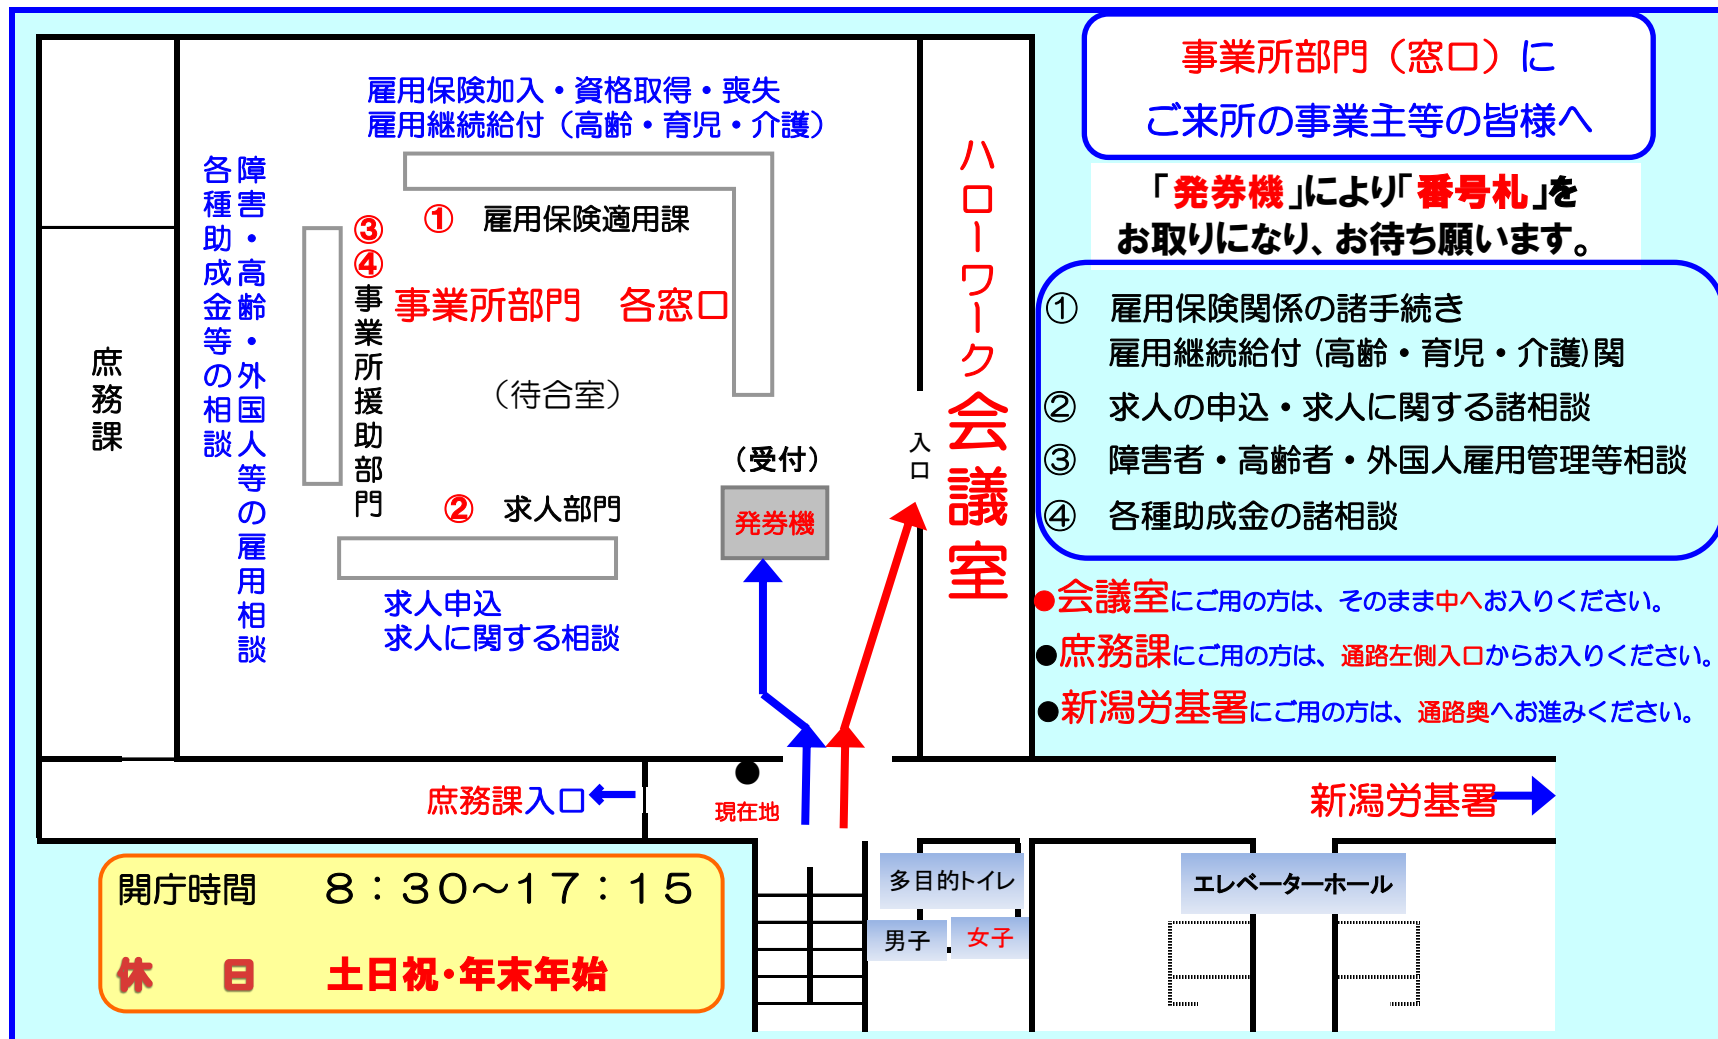 事業所部門（窓口）に
ご来所の事業主等の皆様へ
「発券機」により「番号札」を
お取りになり、お待ち願います。
① 雇用保険関係の諸手続き
雇用継続給付(高齢・育児・介護)関
② 求人の申込・求人に関する諸相談
③ 障害者・高齢者・外国人雇用管理等相談
④ 各種助成金の諸相談
●会議室にご用の方は、そのまま中へお入りください。
●庶務課にご用の方は、通路左側入口からお入りください。
●新潟労基署にご用の方は、通路奥へお進みください。
雇用保険加入・資格取得・喪失
雇用継続給付（高齢・育児・介護）
① 雇用保険適用課
障害・高齢・外国人等の雇用相談
各種助成金等の相談
③
④
事業所援助部門
事業所部門 各窓口
（待合室）
（受付）
発券機
② 求人部門
求人申込
求人に関する相談
庶務課
ハローワーク会議室
入口
庶務課入口
現在地
新潟労基署
多目的トイレ
男子
女子
エレベーターホール
開庁時間 8：30～17：15
休 日 土日祝・年末年始